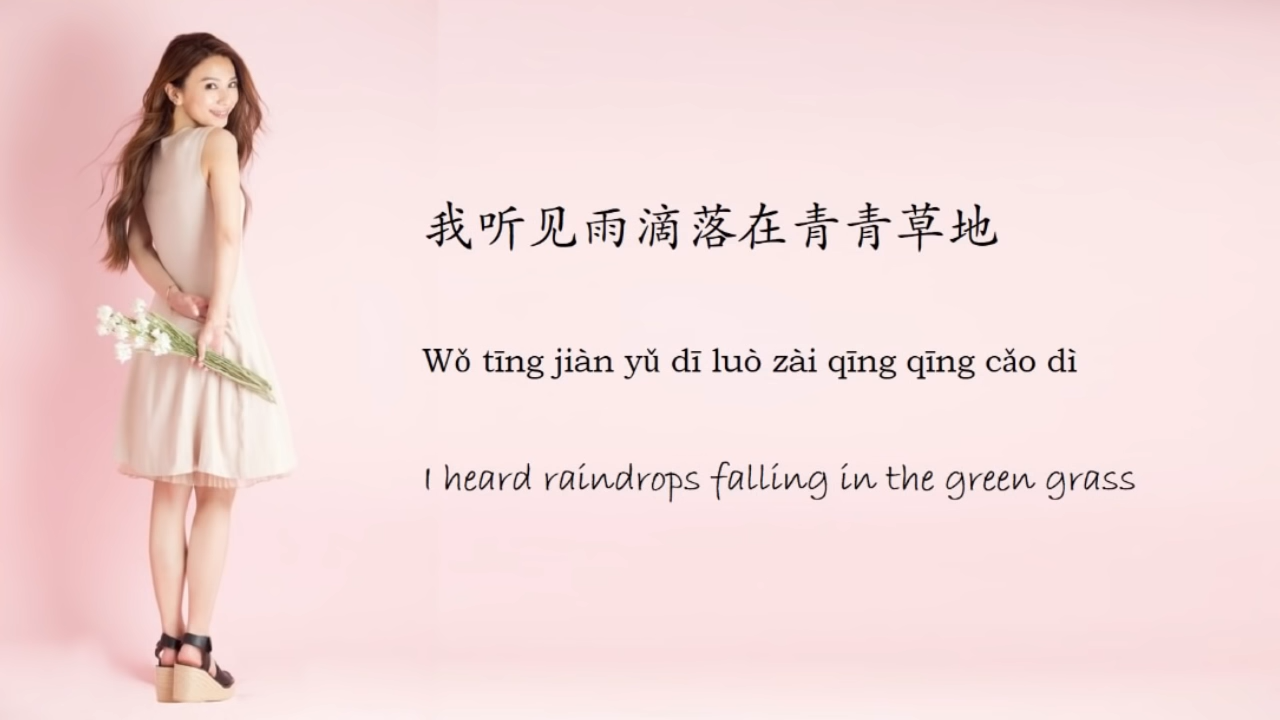 我听见雨滴落在青青草地
Wǒ tīng jiàn yǔ dī luò zài qīng qīng cǎo dì
I heard raindrops falling in the green grass